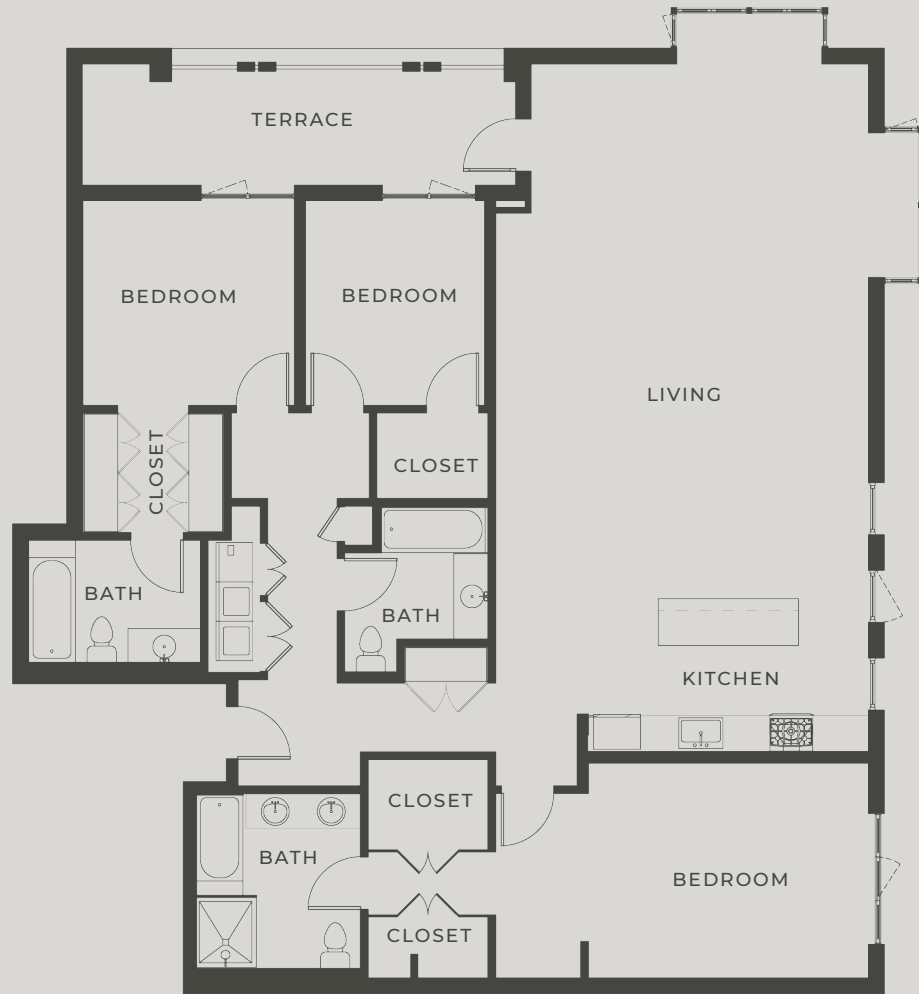 TERRACE
BEDROOM
BEDROOM
LIVING
CLOSET
CLOSET
BATH
BATH
KITCHEN
CLOSET
BATH
BEDROOM
CLOSET